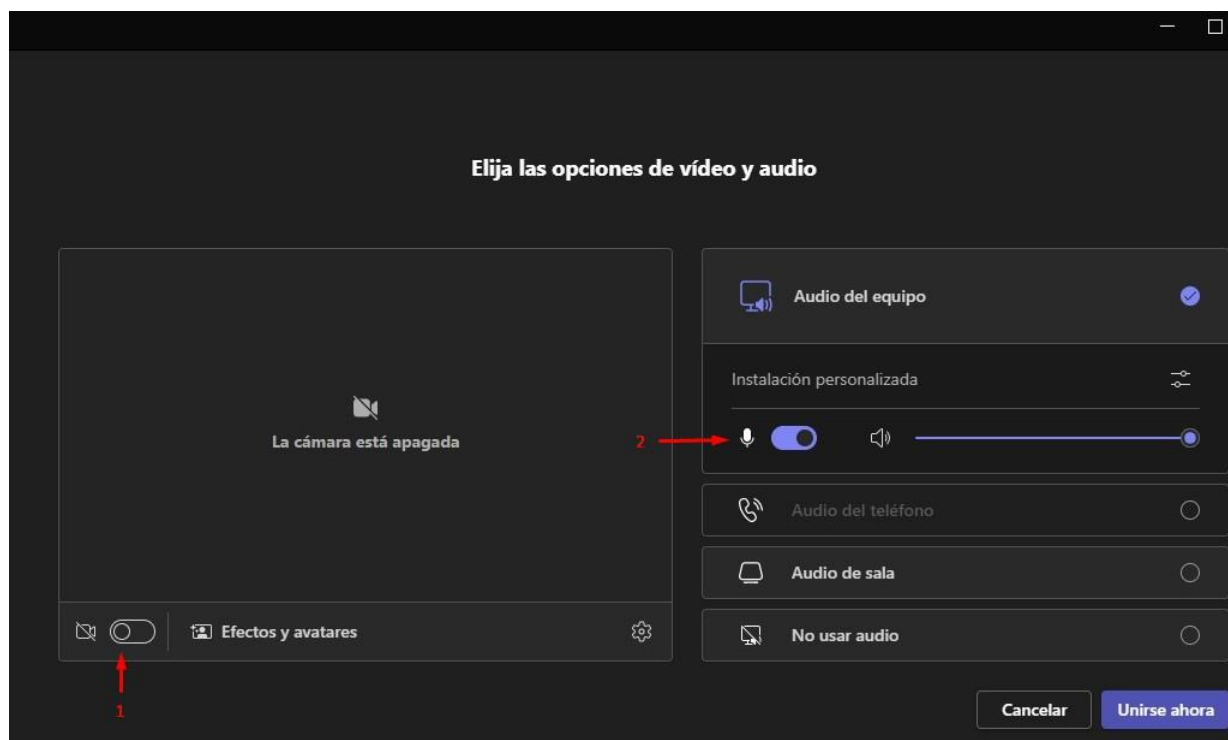 Elija las opciones de vídeo y audio
La cámara está apagada
Efectos y avatares
1
Audio del equipo
Instalación personalizada
2
Audio del teléfono
Audio de sala
No usar audio
Cancelar
Unirse ahora